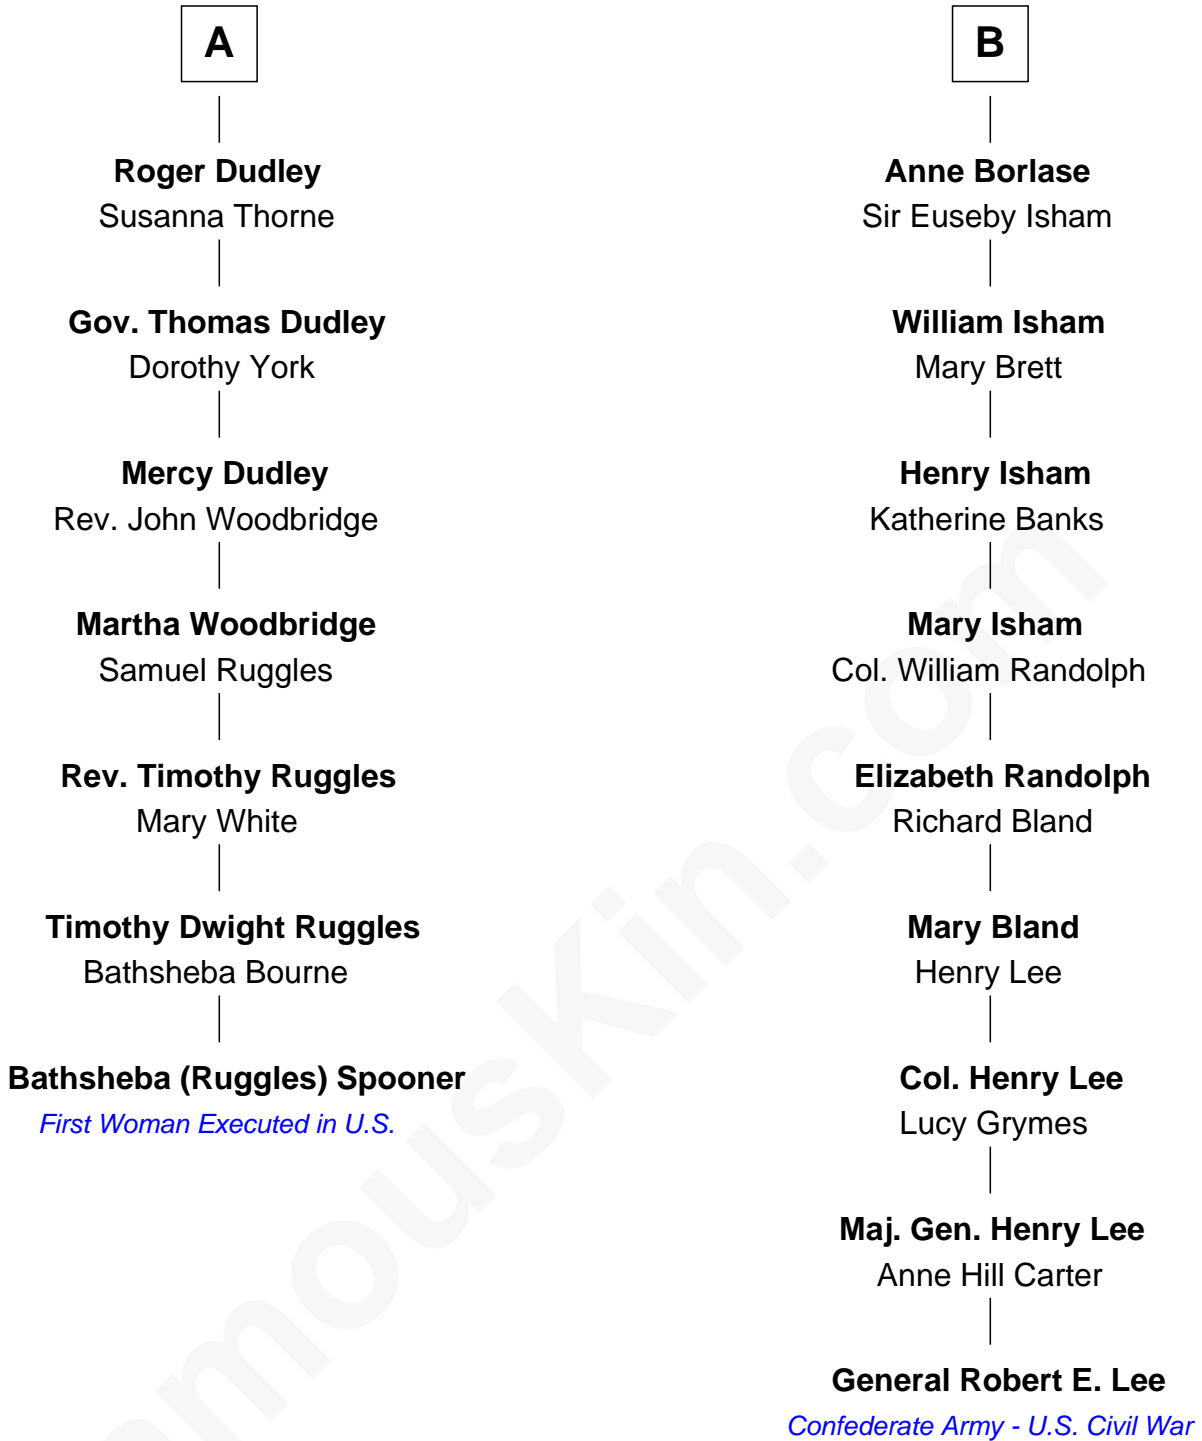 A
Roger Dudley
Susanna Thorne
Gov. Thomas Dudley
Dorothy York
Mercy Dudley
Rev. John Woodbridge
Martha Woodbridge
Samuel Ruggles
Rev. Timothy Ruggles
Mary White
Timothy Dwight Ruggles
Bathsheba Bourne
Bathsheba (Ruggles) Spooner
First Woman Executed in U.S.
B
Anne Borlase
Sir Euseby Isham
William Isham
Mary Brett
Henry Isham
Katherine Banks
Mary Isham
Col. William Randolph
Elizabeth Randolph
Richard Bland
Mary Bland
Henry Lee
Col. Henry Lee
Lucy Grymes
Maj. Gen. Henry Lee
Anne Hill Carter
General Robert E. Lee
Confederate Army - U.S. Civil War
amousKin.com